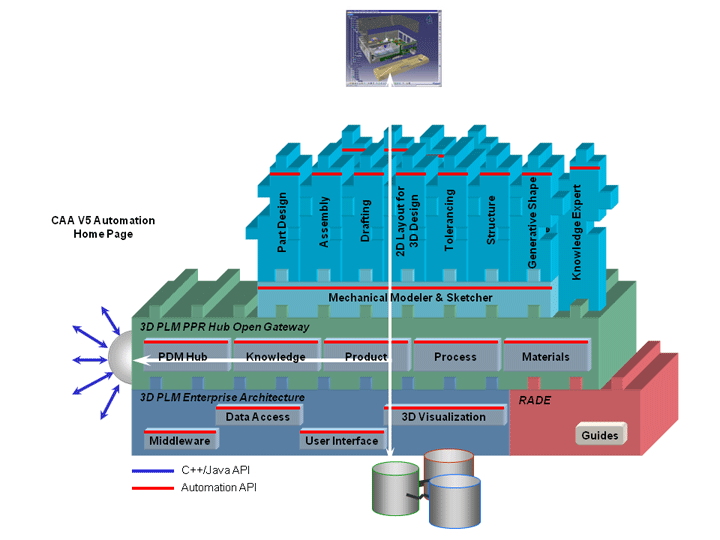 CAA V5 Automation
Home Page
Part Design
Assembly
Drafting
2D Layout for
3D Design
Tolerancing
Structure
Generative Shape
Knowledge Expert
Mechanical Modeler & Sketcher
3D PLM PPR Hub Open Gateway
PDM Hub
Knowledge
Product
Process
Materials
3D PLM Enterprise Architecture
RADE
Data Access
3D Visualization
Middleware
User Interface
Guides
C++/Java API
Automation API